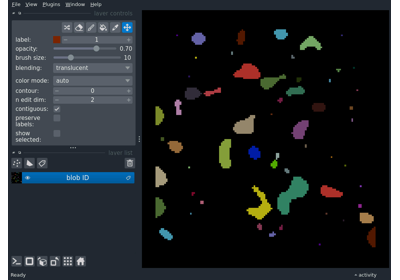 File View Plugins Window Help
layer controls
label: 1
opacity: 0.70
brush size: 10
blending: translucent
color mode: auto
contour: 0
n edit dim: 2
contiguous:
preserve
labels:
show
selected:
layer list
blob ID
activity